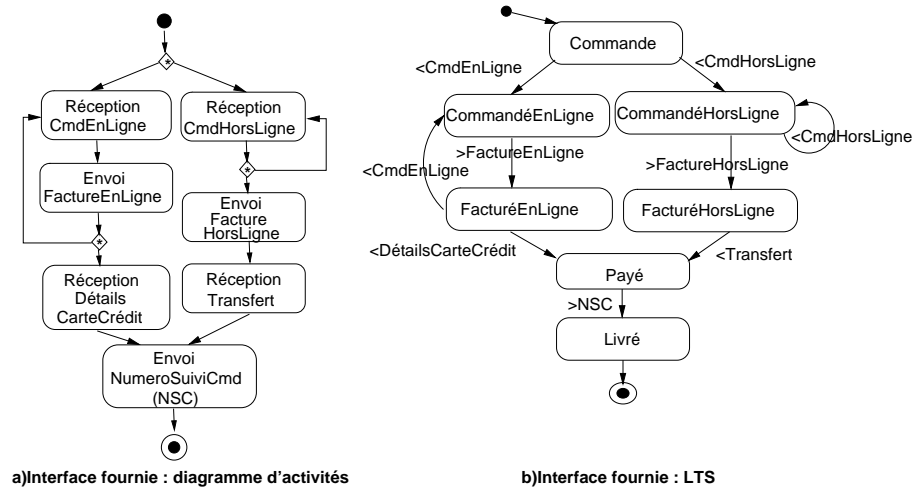 *
Réception
CmdEnLigne
Réception
CmdHorsLigne
*
Envoi
FactureEnLigne
Envoi
Facture
HorsLigne
*
Réception
Détails
CarteCrédit
Réception
Transfert
Envoi
NumeroSuiviCmd
(NSC)
a)Interface fournie : diagramme d'activités
Commande
<CmdEnLigne
<CmdHorsLigne
CommandéEnLigne
CommandéHorsLigne
<CmdHorsLigne
>FactureEnLigne
<CmdEnLigne
>FactureHorsLigne
FacturéEnLigne
FacturéHorsLigne
<DétailsCarteCrédit
<Transfert
Payé
>NSC
Livré
b)Interface fournie : LTS